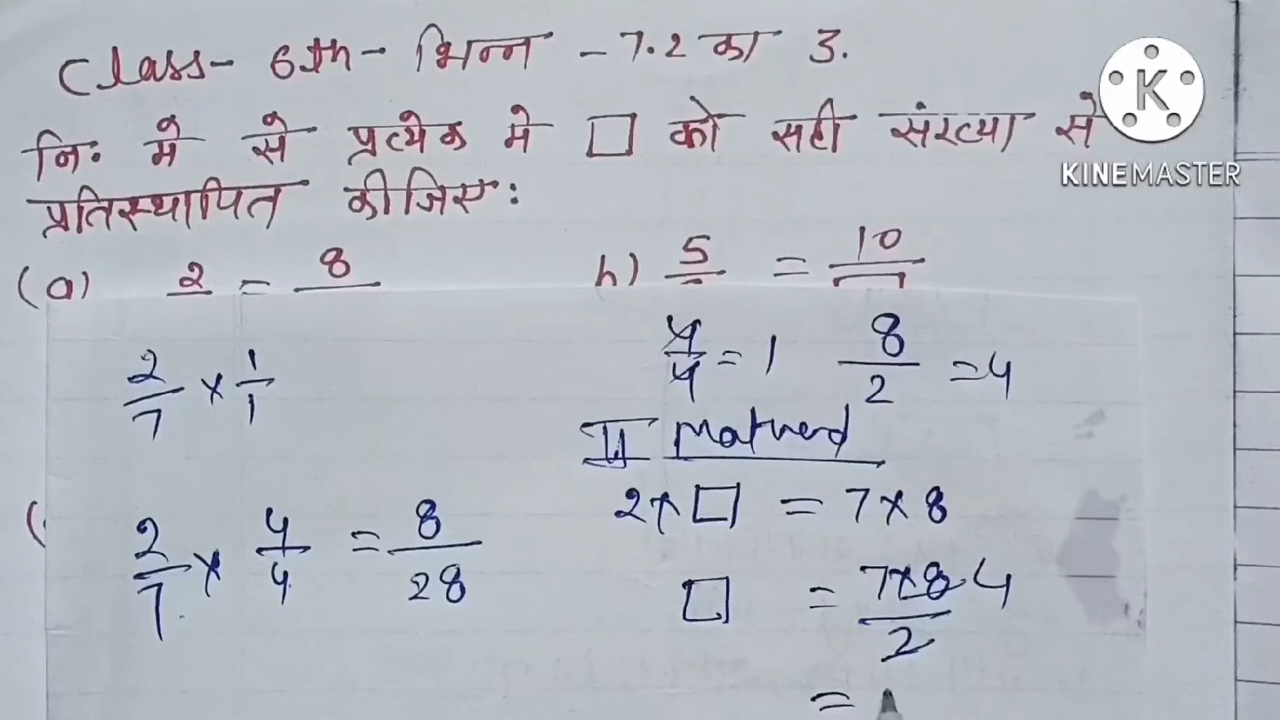 Class- 6th- भिन्न - 7.2 का 3.
नि. मे से प्रत्येक मे □ को सही संख्या से
प्रतिस्थापित कीजिए:
KINEMASTER
(a) 2 = 8
b) 5 = 10
4/4 = 1 8/2 = 4
2/7 × 1/1
II Matherd
2 × □ = 7 × 8
2/7 × 4/4 = 8/28
□ = 7×8/2 4
=